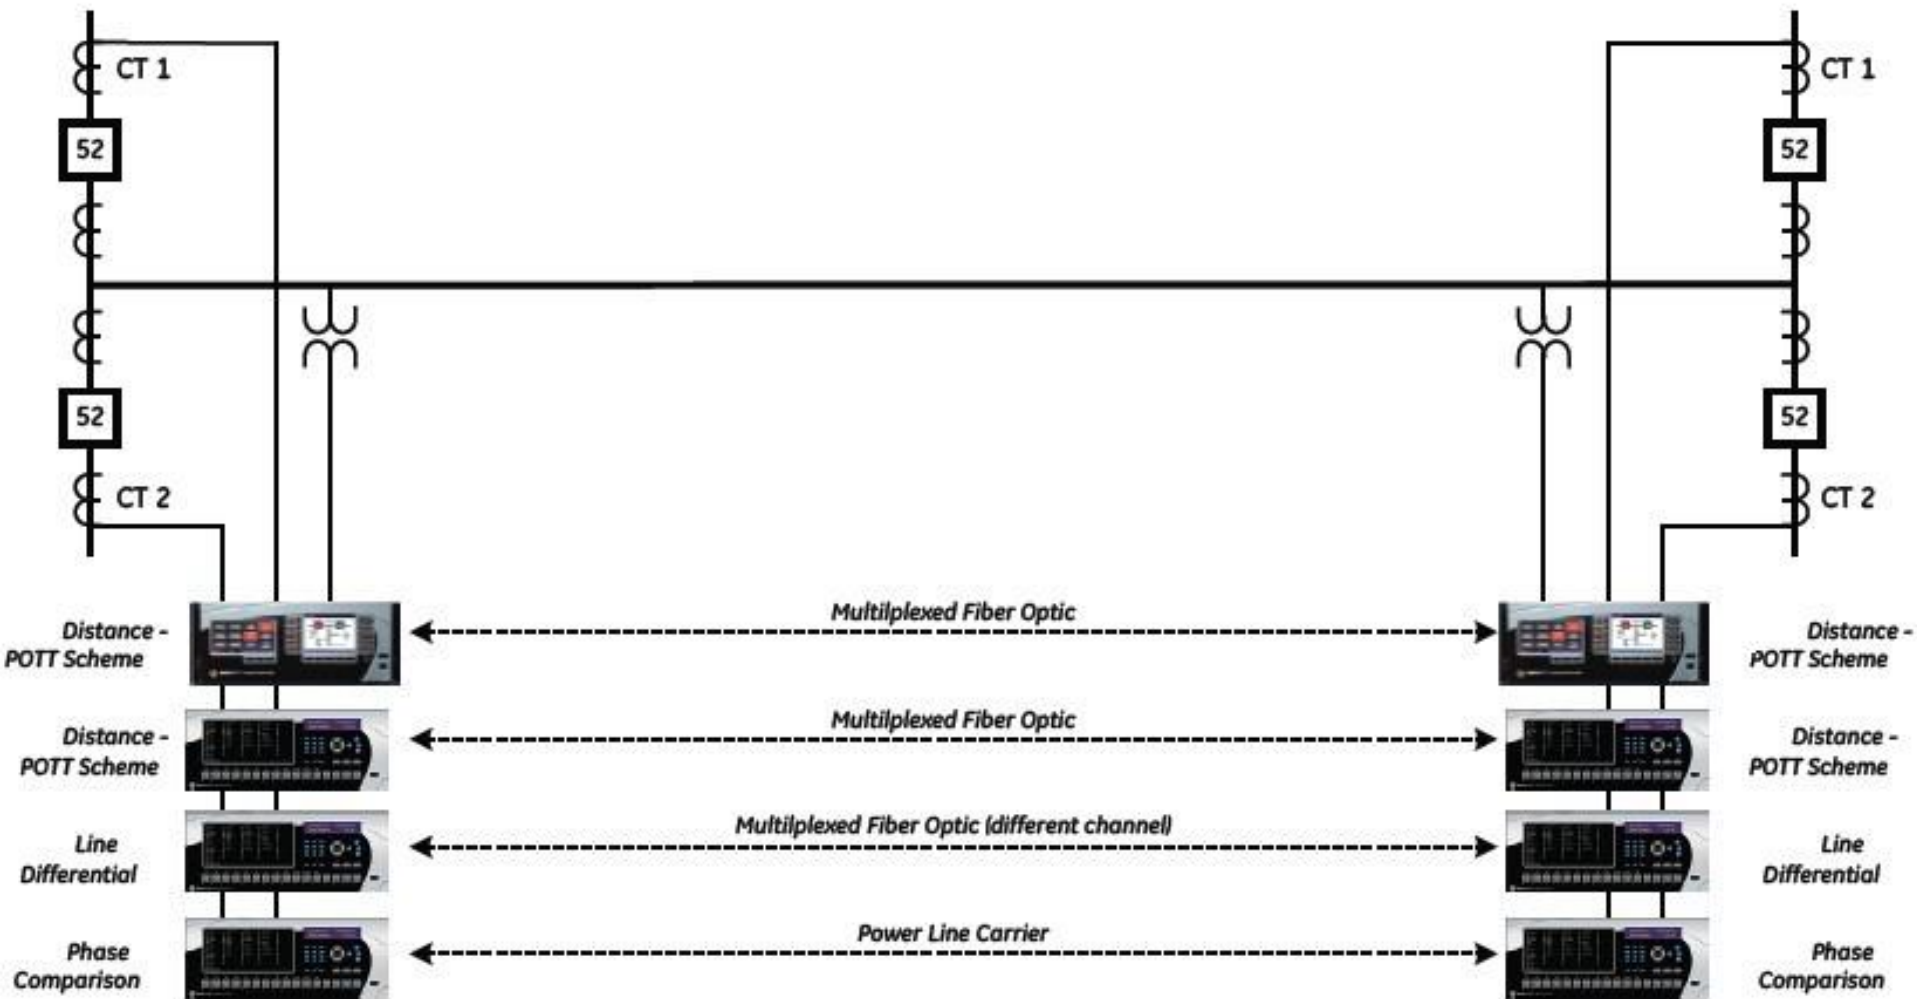 CT 1
CT 1
52
52
52
52
CT 2
CT 2
Multilplexed Fiber Optic
Distance -
POTT Scheme
Distance -
POTT Scheme
Multilplexed Fiber Optic
Distance -
POTT Scheme
Distance -
POTT Scheme
Multilplexed Fiber Optic (different channel)
Line
Differential
Line
Differential
Power Line Carrier
Phase
Comparison
Phase
Comparison